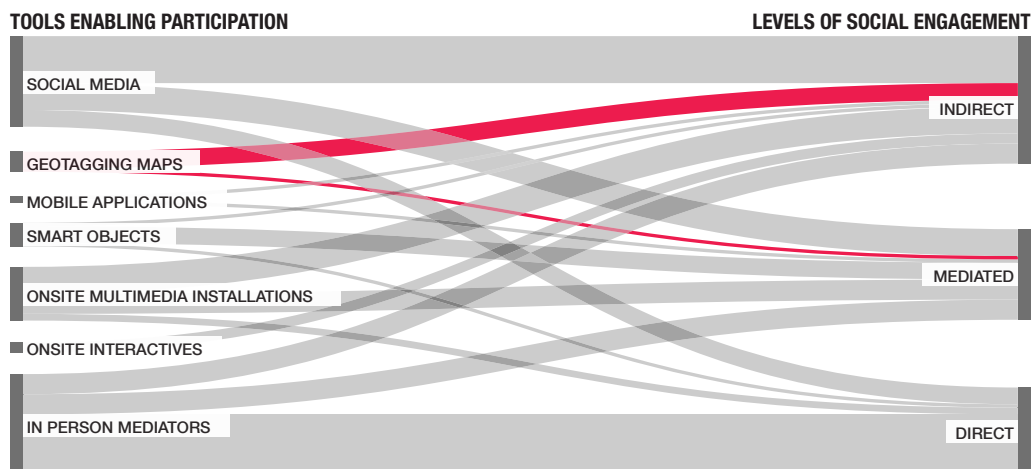 TOOLS ENABLING PARTICIPATION
LEVELS OF SOCIAL ENGAGEMENT
SOCIAL MEDIA
GEOTAGGING MAPS
MOBILE APPLICATIONS
SMART OBJECTS
ONSITE MULTIMEDIA INSTALLATIONS
ONSITE INTERACTIVES
IN PERSON MEDIATORS
INDIRECT
MEDIATED
DIRECT